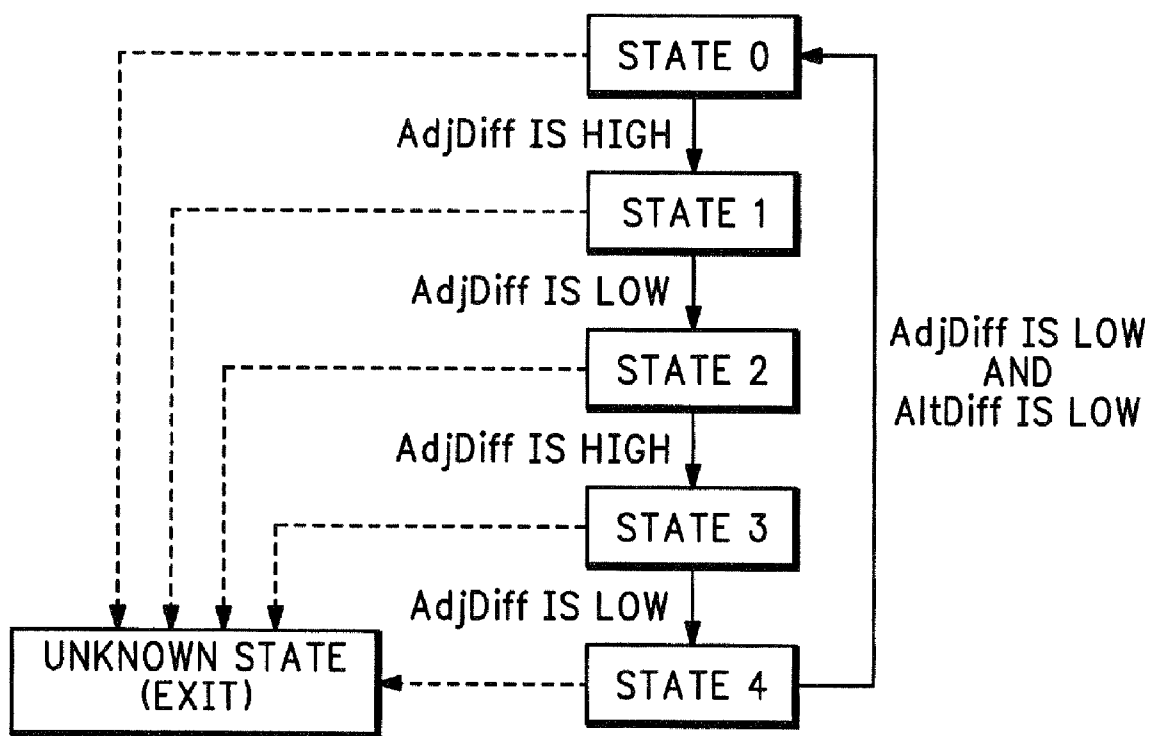 STATE 0
AdjDiff IS HIGH
STATE 1
AdjDiff IS LOW
STATE 2
AdjDiff IS LOW
AND
AltDiff IS LOW
AdjDiff IS HIGH
STATE 3
AdjDiff IS LOW
UNKNOWN STATE
(EXIT)
STATE 4